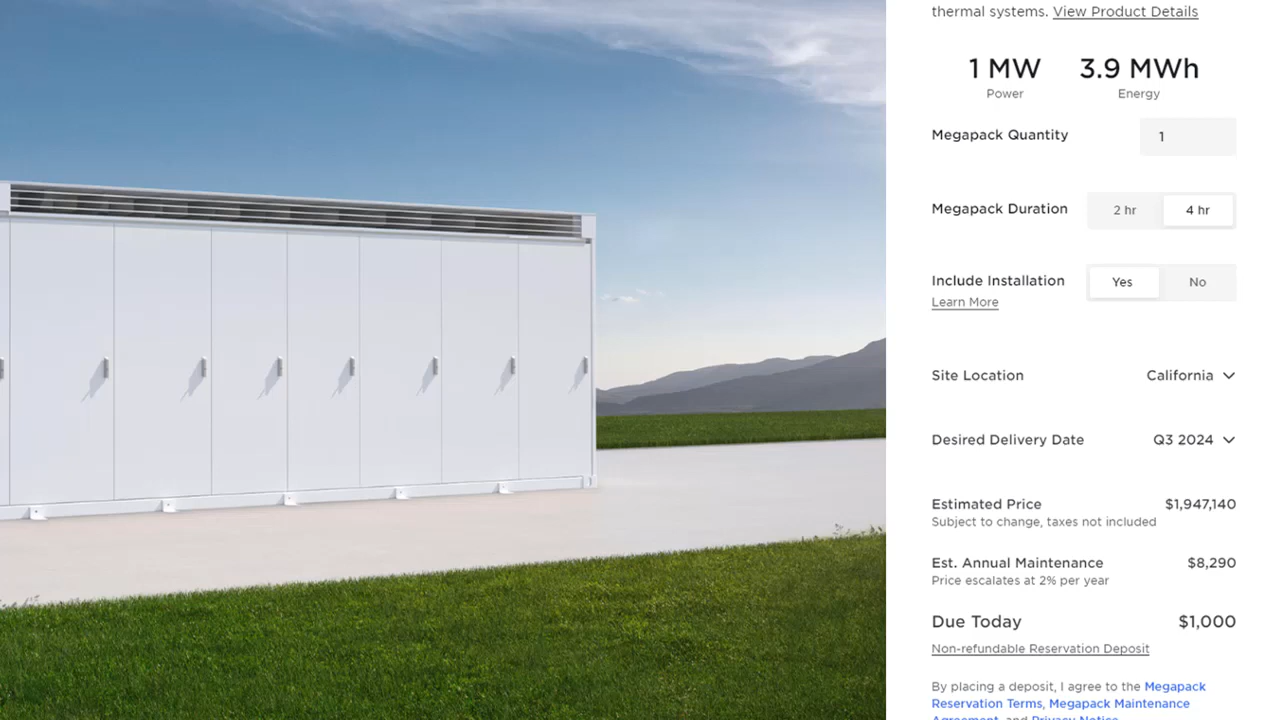 thermal systems. View Product Details
1 MW
3.9 MWh
Power
Energy
Megapack Quantity
1
Megapack Duration
2 hr
4 hr
Include Installation
Yes
No
Learn More
Site Location
California
Desired Delivery Date
Q3 2024
Estimated Price
$1,947,140
Subject to change, taxes not included
Est. Annual Maintenance
$8,290
Price escalates at 2% per year
Due Today
$1,000
Non-refundable Reservation Deposit
By placing a deposit, I agree to the Megapack
Reservation Terms, Megapack Maintenance
Agreement, and Privacy Notice